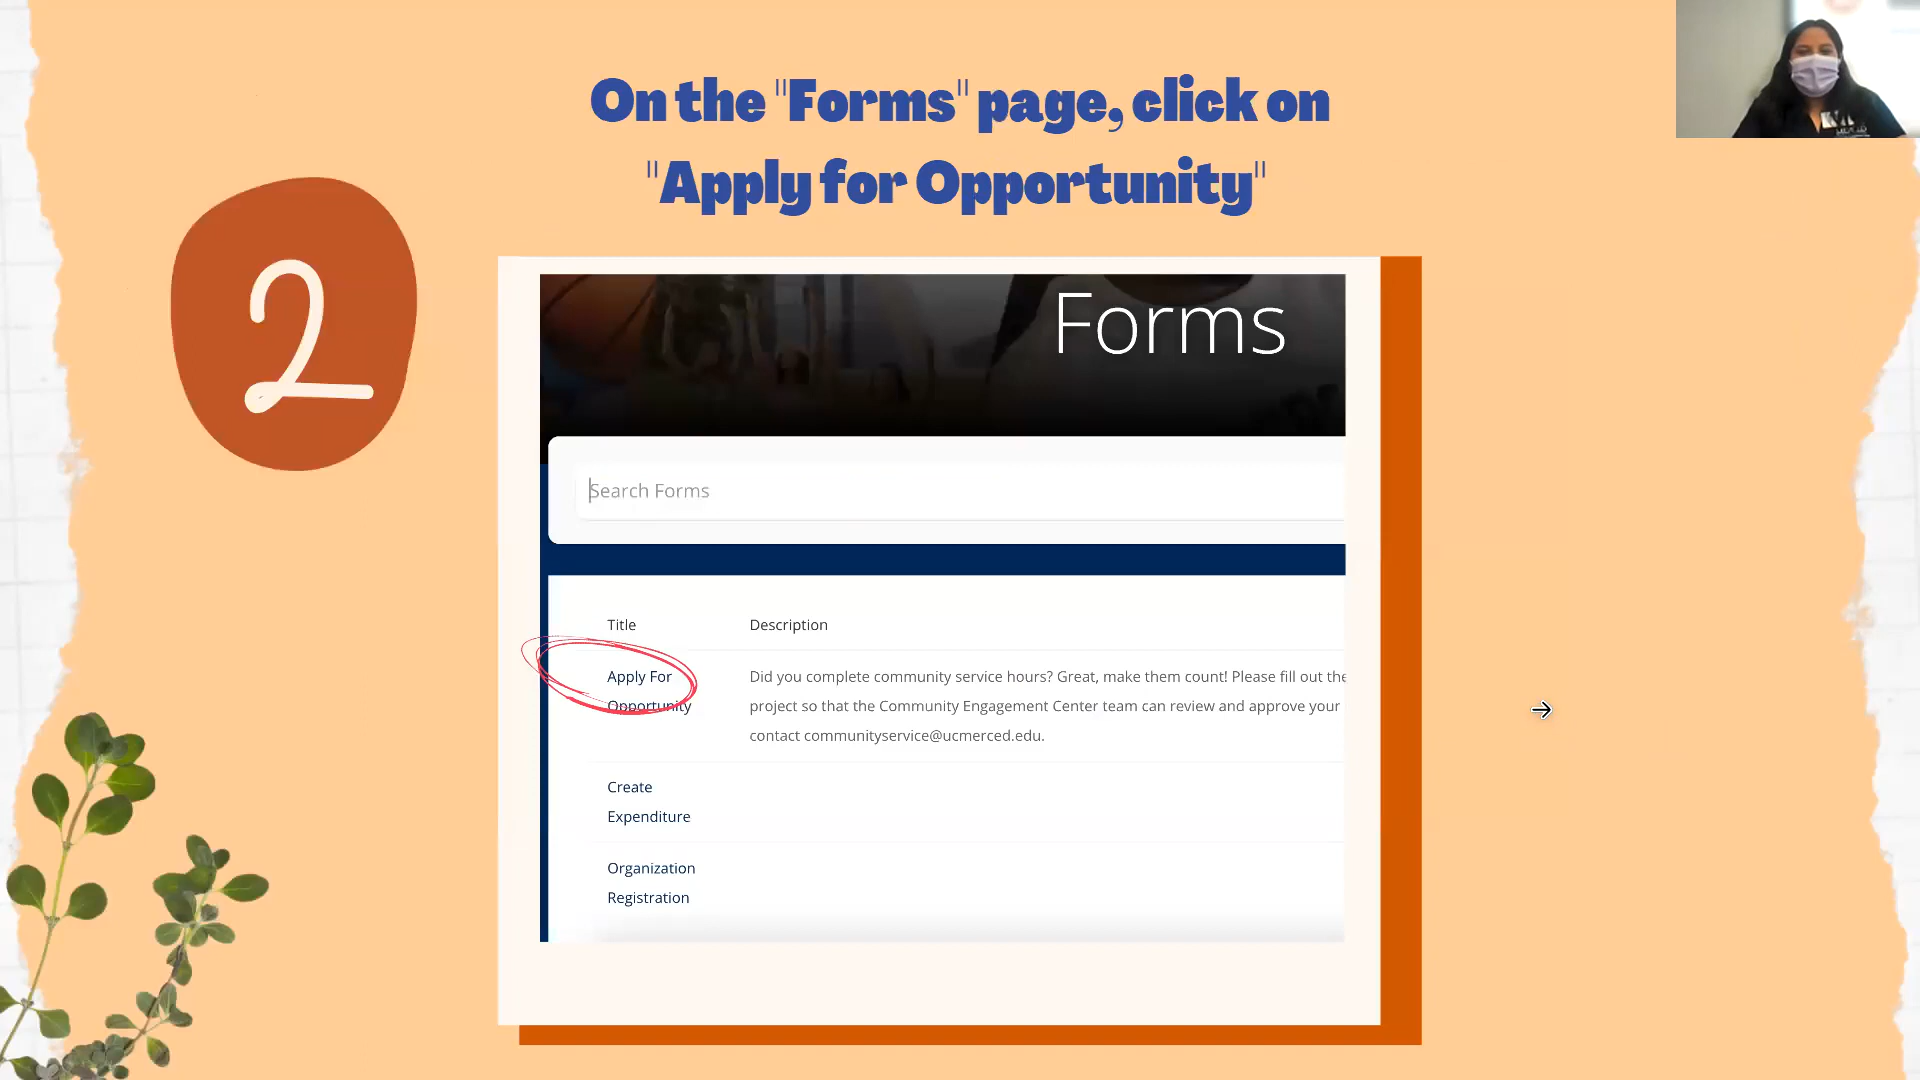 On the "Forms" page, click on
"Apply for Opportunity"
2
Forms
Search Forms
Title Description
Apply For
Opportunity
Did you complete community service hours? Great, make them count! Please fill out the
project so that the Community Engagement Center team can review and approve your
contact communityservice@ucmerced.edu.
Create
Expenditure
Organization
Registration